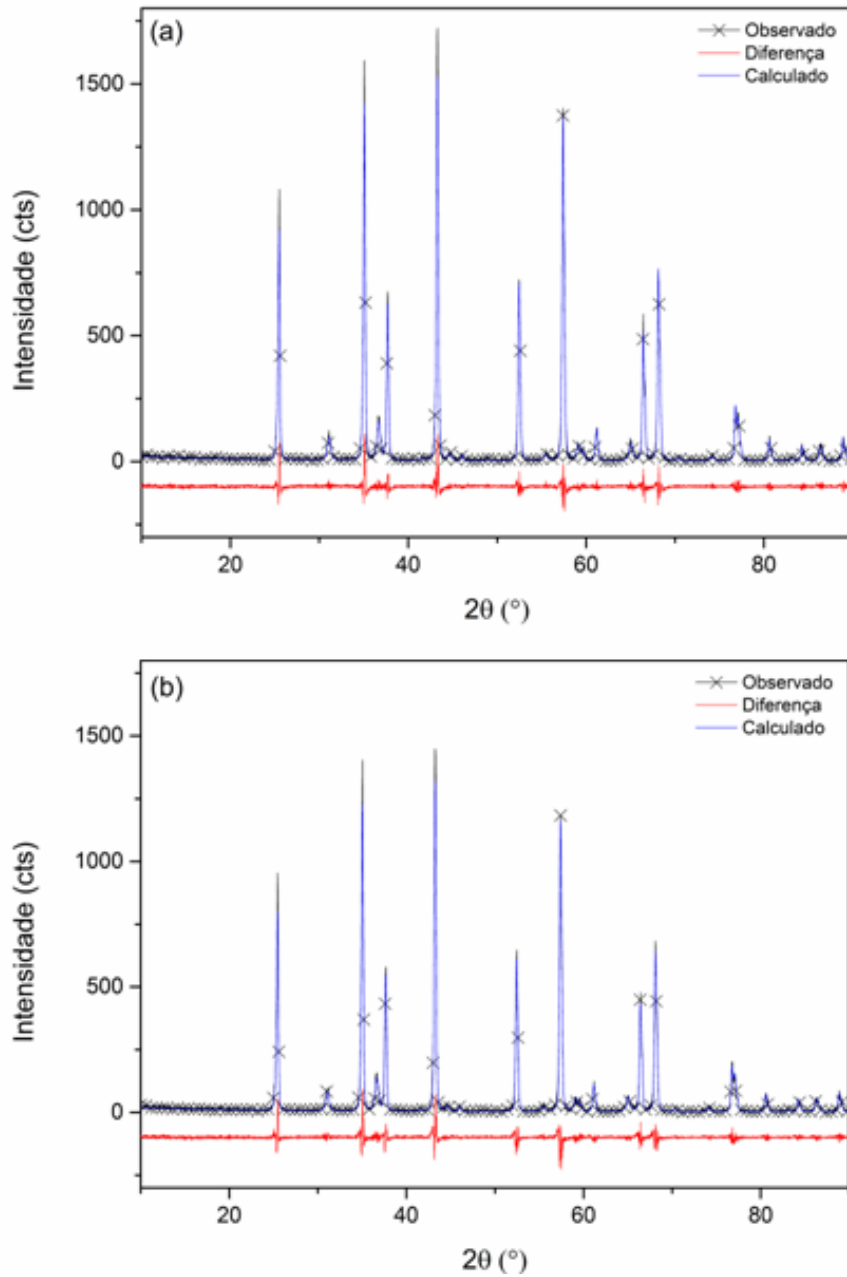 (a)
Observado
Diferença
Calculado
1500
1000
500
0
Intensidade (cts)
20 40 60 80
2θ (°)
(b)
Observado
Diferença
Calculado
1500
1000
500
0
Intensidade (cts)
20 40 60 80
2θ (°)